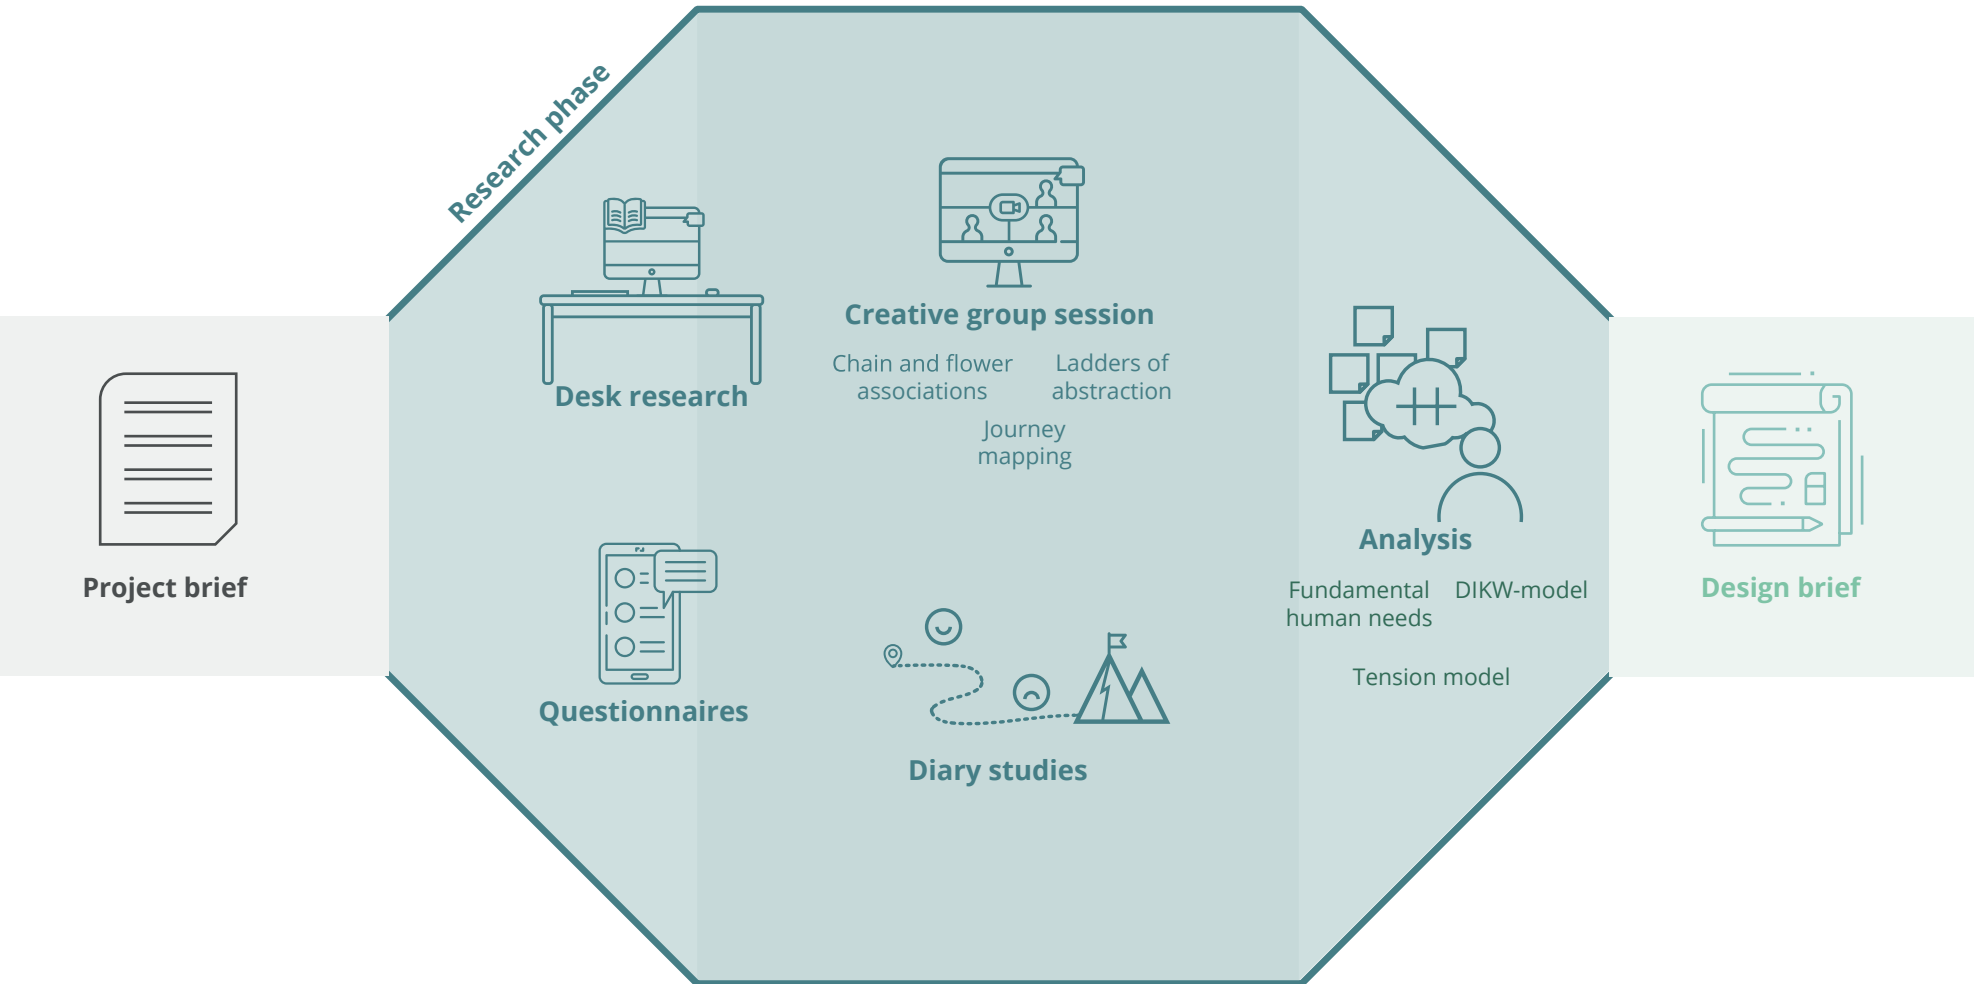 Research phase
Project brief
Desk research
Questionnaires
Creative group session
Chain and flower
associations
Ladders of
abstraction
Journey
mapping
Diary studies
Analysis
Fundamental
human needs
DIKW-model
Tension model
Design brief